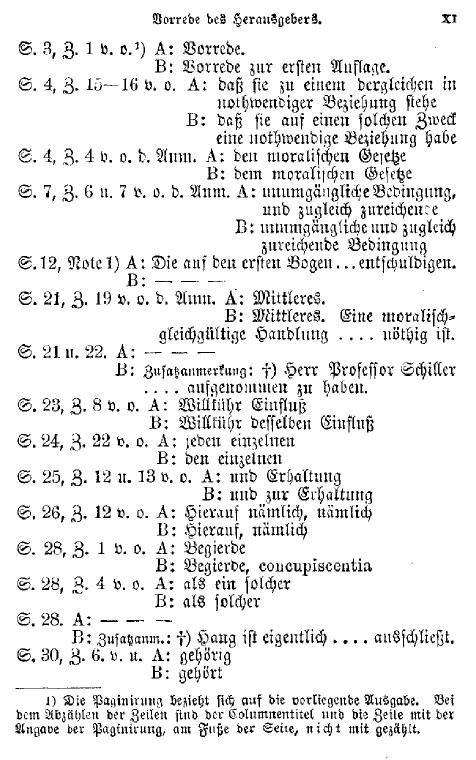 Vorrede des Herausgebers. XI
S. 3, Z. 1 v. o.¹) A: Vorrede.
B: Vorrede zur ersten Auflage.
S. 4, Z. 15—16 v. o. A: daß sie zu einem dergleichen in
nothwendiger Beziehung stehe
B: daß sie auf einen solchen Zweck
eine nothwendige Beziehung habe
S. 4, Z. 4 v. o. d. Anm. A: den moralischen Gesetze
B: dem moralischen Gesetze
S. 7, Z. 6 u. 7 v. o. d. Anm. A: unumgängliche Bedingung,
und zugleich zureichende
B: unumgängliche und zugleich
zureichende Bedingung
S. 12, Note 1) A: Die auf den ersten Bogen ... entschuldigen.
B: — — —
S. 21, Z. 19 v. o. d. Anm. A: Mittleres.
B: Mittleres. Eine moralisch-
gleichgültige Handlung .... nöthig ist.
S. 21 u. 22. A: — — —
B: Zusatzanmerkung: †) Herr Professor Schiller
.... aufgenommen zu haben.
S. 23, Z. 8 v. o. A: Willkühr Einfluß
B: Willkühr desselben Einfluß
S. 24, Z. 22 v. o. A: jeden einzelnen
B: den einzelnen
S. 25, Z. 12 u. 13 v. o. A: und Erhaltung
B: und zur Erhaltung
S. 26, Z. 12 v. o. A: Hierauf nämlich, nämlich
B: Hierauf, nämlich
S. 28, Z. 1 v. o. A: Begierde
B: Begierde, concupiscentia
S. 28, Z. 4 v. o. A: als ein solcher
B: als solcher
S. 28. A: — — —
B: Zusatzanm.: †) Hang ist eigentlich .... ausschließt.
S. 30, Z. 6. v. u. A: gehörig
B: gehört
1) Die Paginirung bezieht sich auf die vorliegende Ausgabe. Bei
dem Abzählen der Zeilen sind der Columnentitel und die Zeile mit der
Angabe der Paginirung, am Fuße der Seite, nicht mit gezählt.